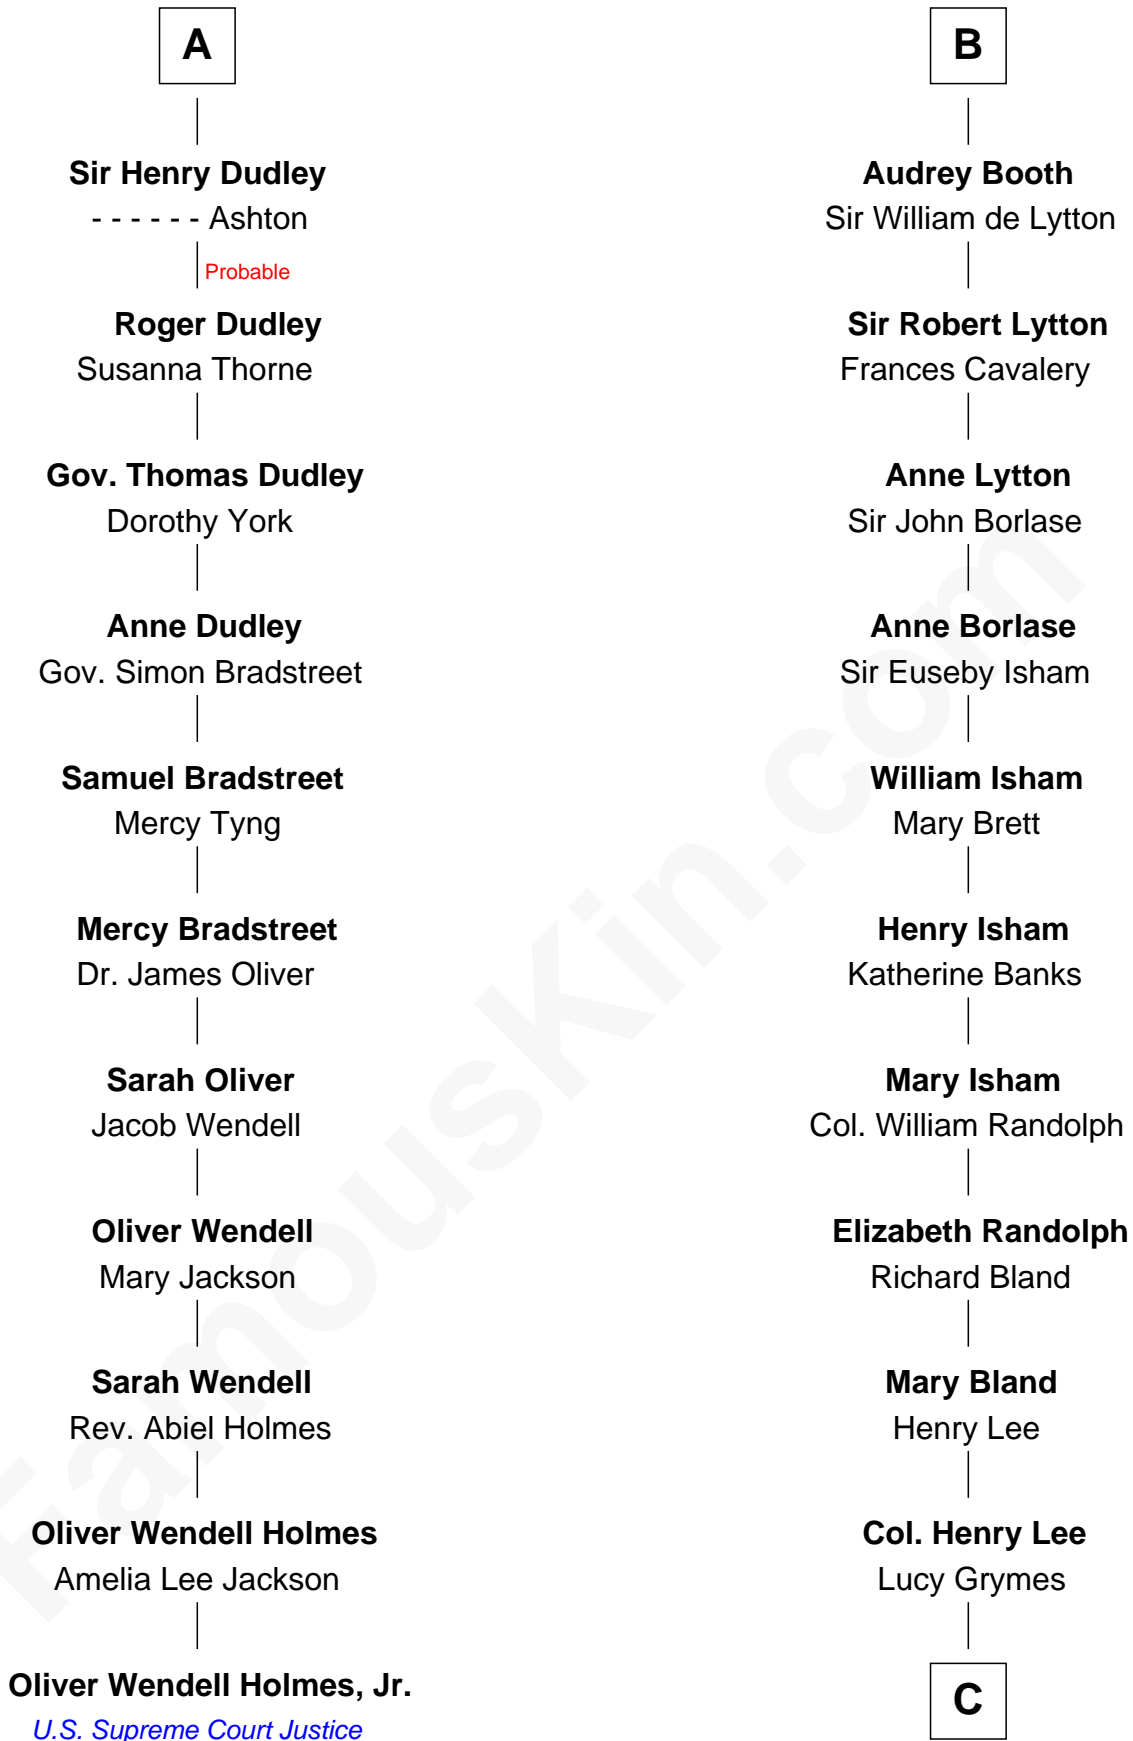 A
Sir Henry Dudley
- - - - - - Ashton
Probable
Roger Dudley
Susanna Thorne
Gov. Thomas Dudley
Dorothy York
Anne Dudley
Gov. Simon Bradstreet
Samuel Bradstreet
Mercy Tyng
Mercy Bradstreet
Dr. James Oliver
Sarah Oliver
Jacob Wendell
Oliver Wendell
Mary Jackson
Sarah Wendell
Rev. Abiel Holmes
Oliver Wendell Holmes
Amelia Lee Jackson
Oliver Wendell Holmes, Jr.
U.S. Supreme Court Justice
B
Audrey Booth
Sir William de Lytton
Sir Robert Lytton
Frances Cavalery
Anne Lytton
Sir John Borlase
Anne Borlase
Sir Euseby Isham
William Isham
Mary Brett
Henry Isham
Katherine Banks
Mary Isham
Col. William Randolph
Elizabeth Randolph
Richard Bland
Mary Bland
Henry Lee
Col. Henry Lee
Lucy Grymes
C
FamousKin.com